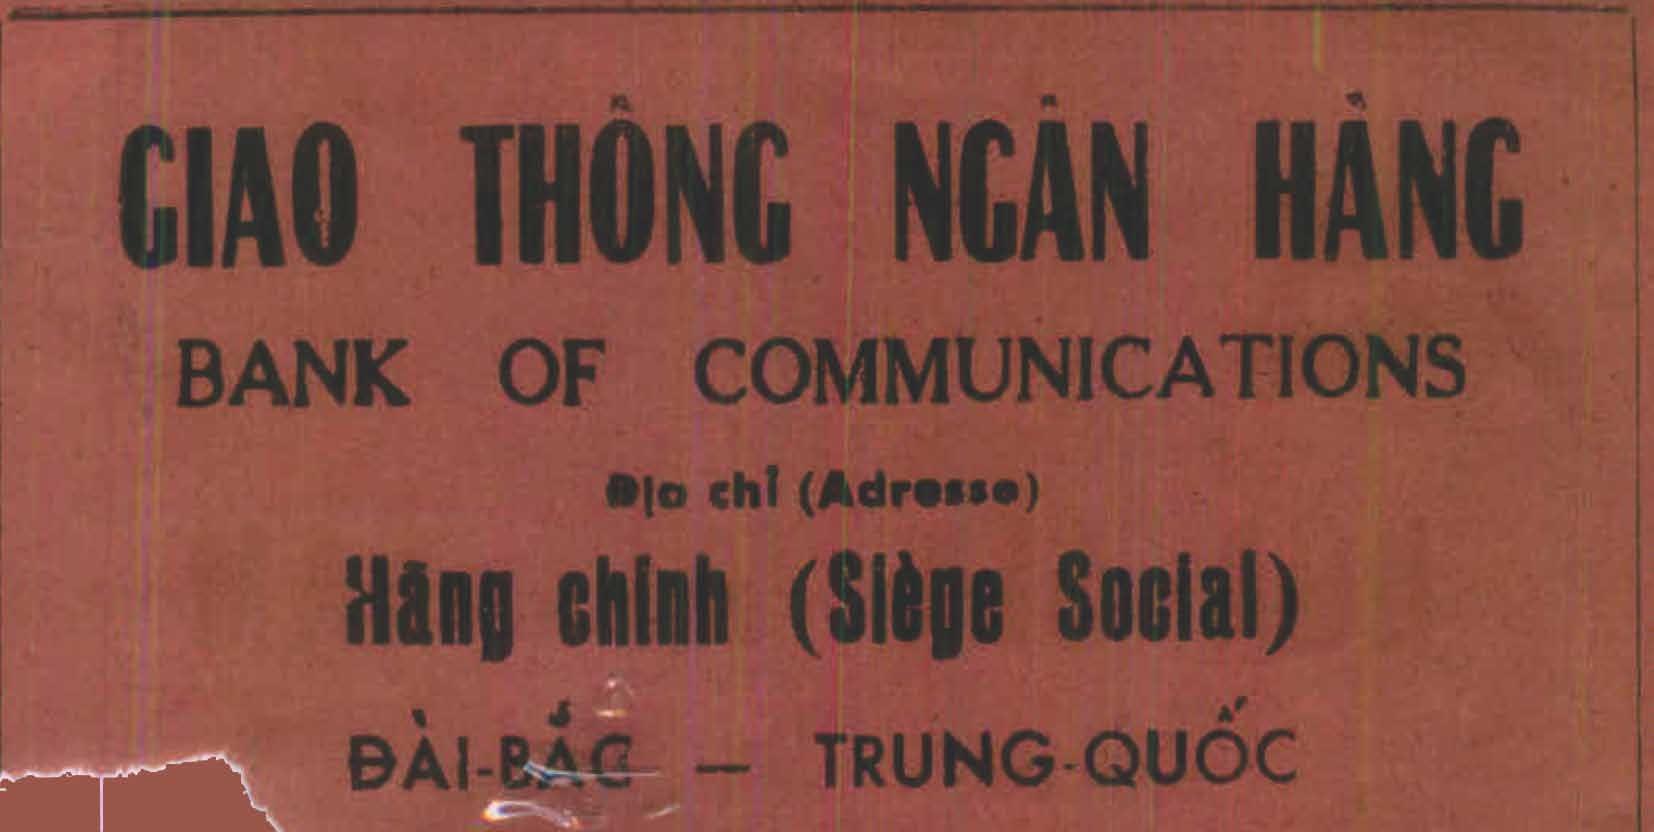 GIAO THÔNG NGÂN HÀNG
BANK OF COMMUNICATIONS
Địa chỉ (Adresse)
Hãng chính (Siège Social)
ĐÀI-BẮC — TRUNG-QUỐC